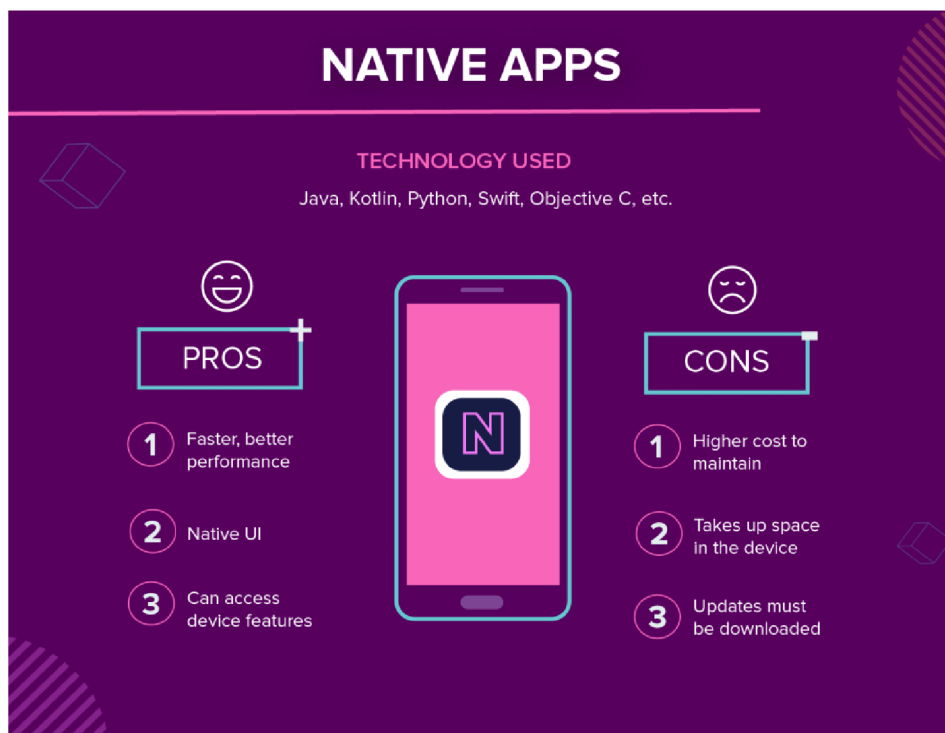 NATIVE APPS
TECHNOLOGY USED
Java, Kotlin, Python, Swift, Objective C, etc.
PROS
1
Faster, better
performance
2
Native UI
3
Can access
device features
N
CONS
1
Higher cost to
maintain
2
Takes up space
in the device
3
Updates must
be downloaded